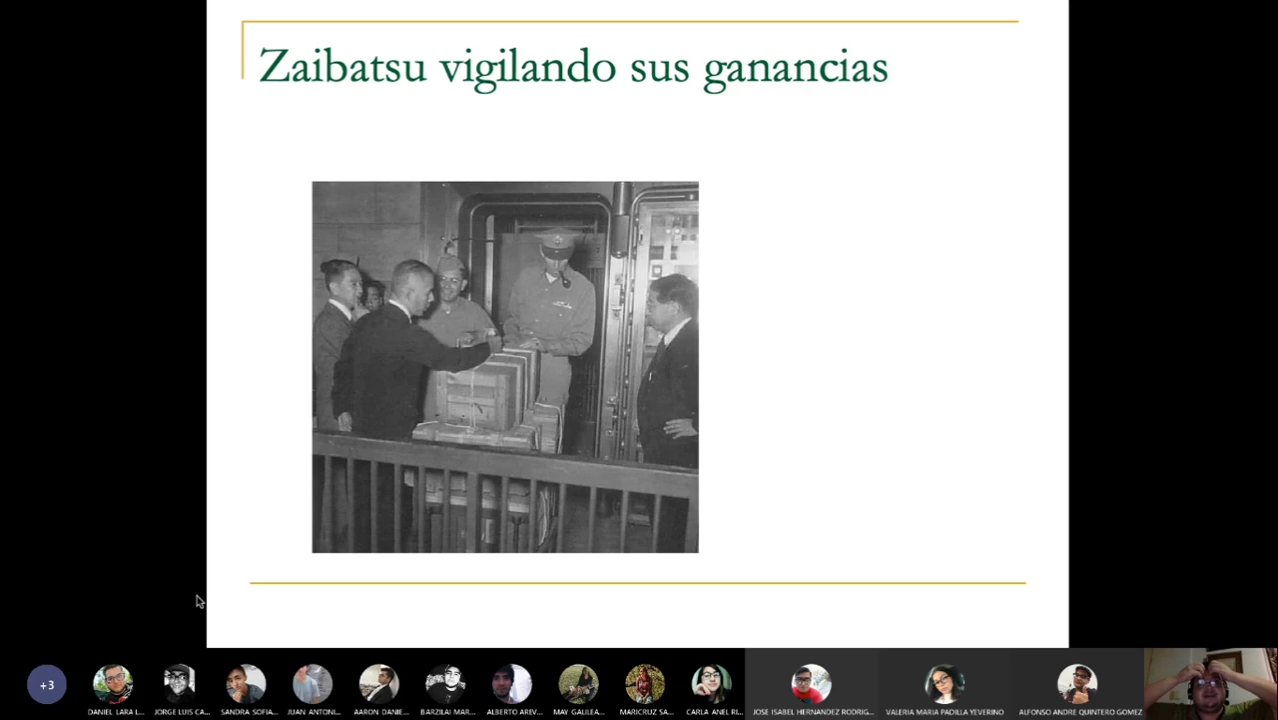 Zaibatsu vigilando sus ganancias
+3
DANIEL LARA L...
JORGE LUIS CA...
SANDRA SOFIA...
JUAN ANTONI...
AARON DANIE...
BARZILAI MAR...
ALBERTO AREV...
MAY GALILEA...
MARICRUZ SA...
CARLA ANEL RI...
JOSE ISABEL HERNANDEZ RODRIG...
VALERIA MARIA PADILLA YEVERINO
ALFONSO ANDRE QUINTERO GOMEZ